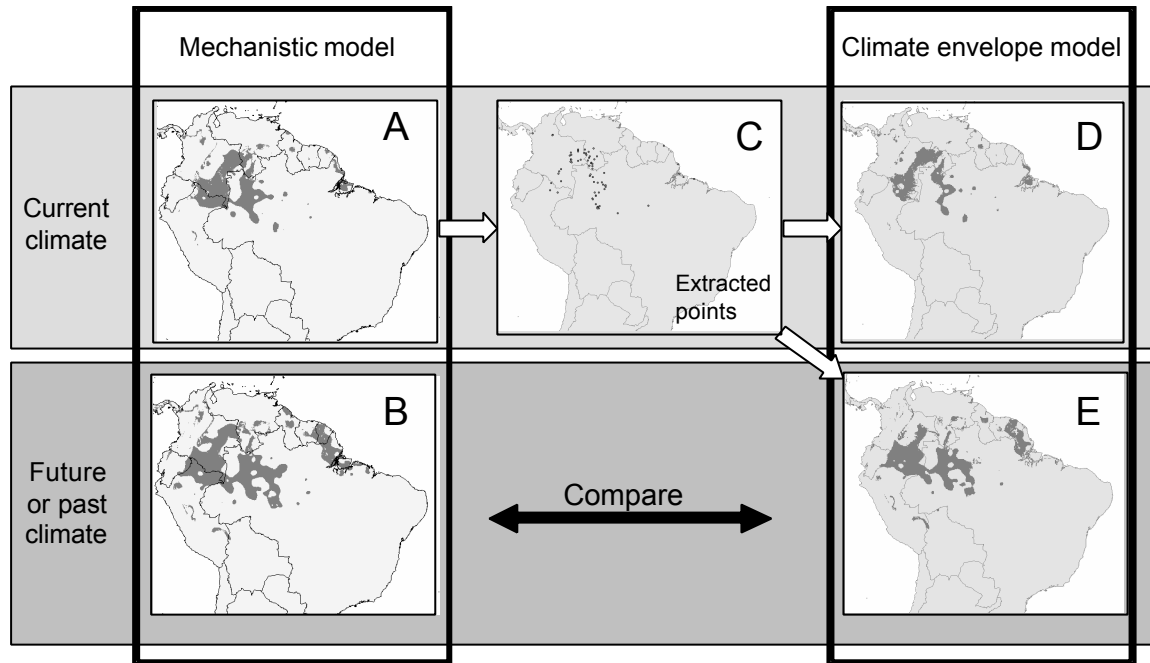 Mechanistic model
Climate envelope model
Current
climate
A
C
Extracted
points
D
Future
or past
climate
B
Compare
E